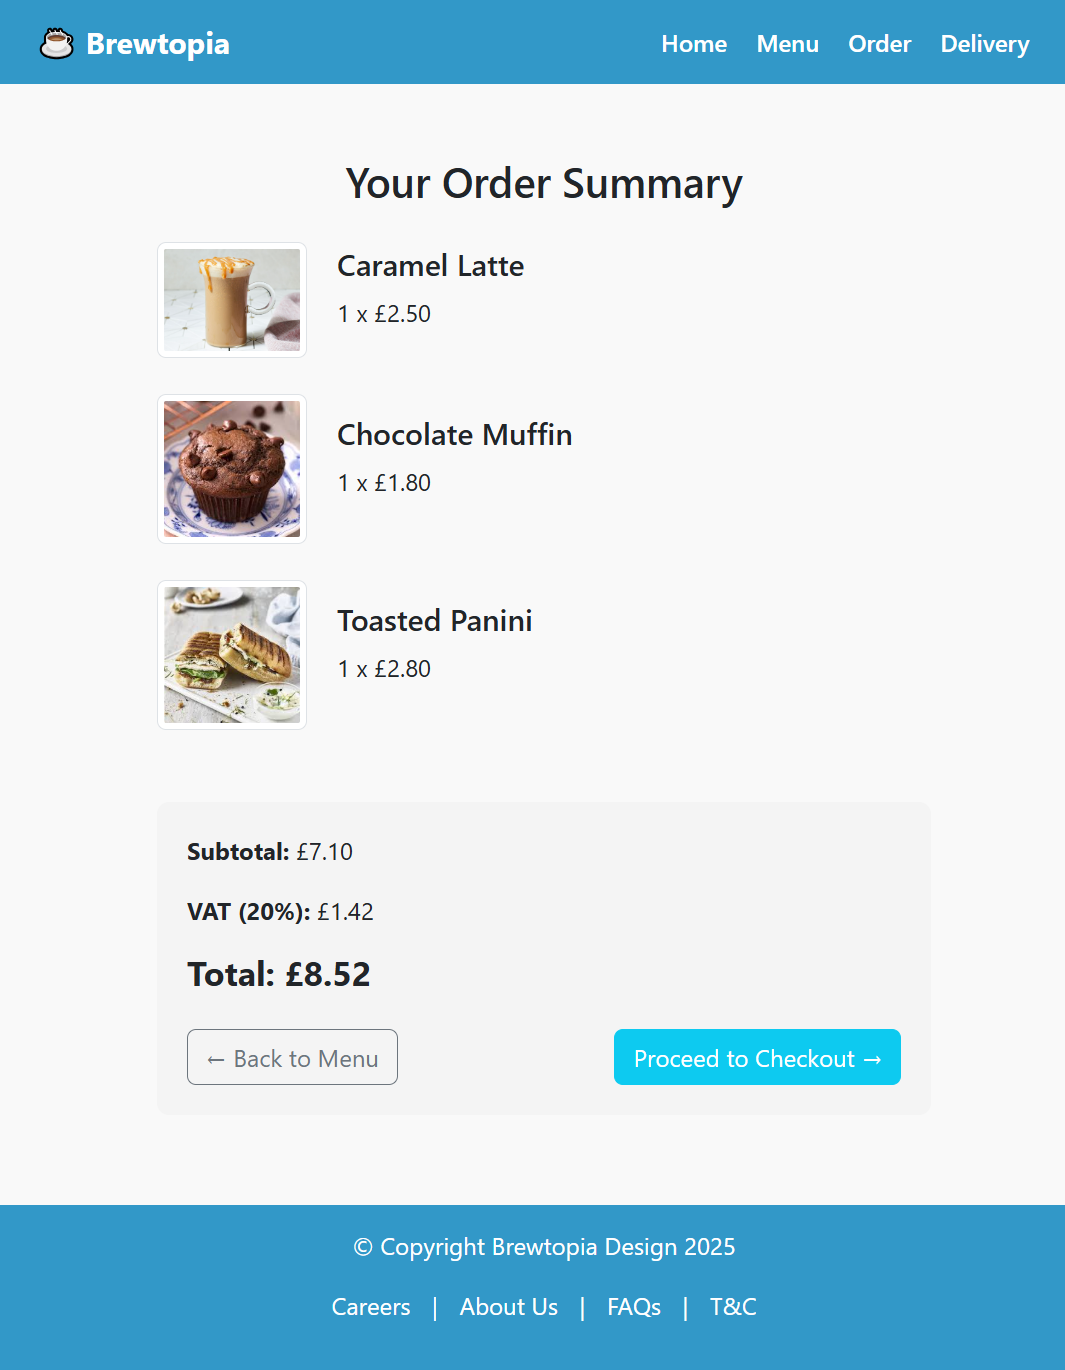 Brewtopia
Home Menu Order Delivery
Your Order Summary
Caramel Latte
1 x £2.50
Chocolate Muffin
1 x £1.80
Toasted Panini
1 x £2.80
Subtotal: £7.10
VAT (20%): £1.42
Total: £8.52
← Back to Menu
Proceed to Checkout →
© Copyright Brewtopia Design 2025
Careers | About Us | FAQs | T&C